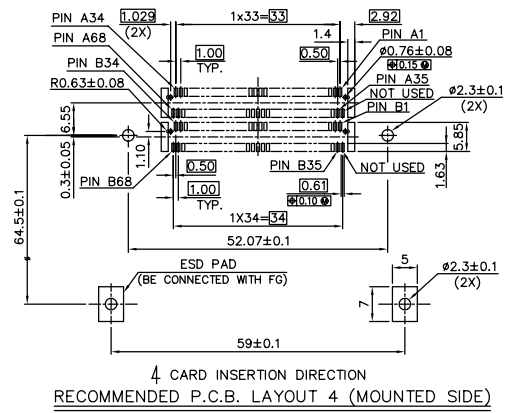 PIN A34
1.029
(2X)
1x33=33
2.92
PIN A68
1.4
PIN A1
1.00
TYP.
0.50
ø0.76±0.08
⌖0.15Ⓜ
PIN B34
PIN A35
R0.63±0.08
NOT USED
ø2.3±0.1
(2X)
PIN B1
6.55
5.85
0.3±0.05
1.10
1.63
PIN B68
0.50
PIN B35
NOT USED
1.00
TYP.
0.61
⌖0.10Ⓜ
1X34=34
64.5±0.1
52.07±0.1
ESD PAD
(BE CONNECTED WITH FG)
5
7
ø2.3±0.1
(2X)
59±0.1
CARD INSERTION DIRECTION
RECOMMENDED P.C.B. LAYOUT 4 (MOUNTED SIDE)